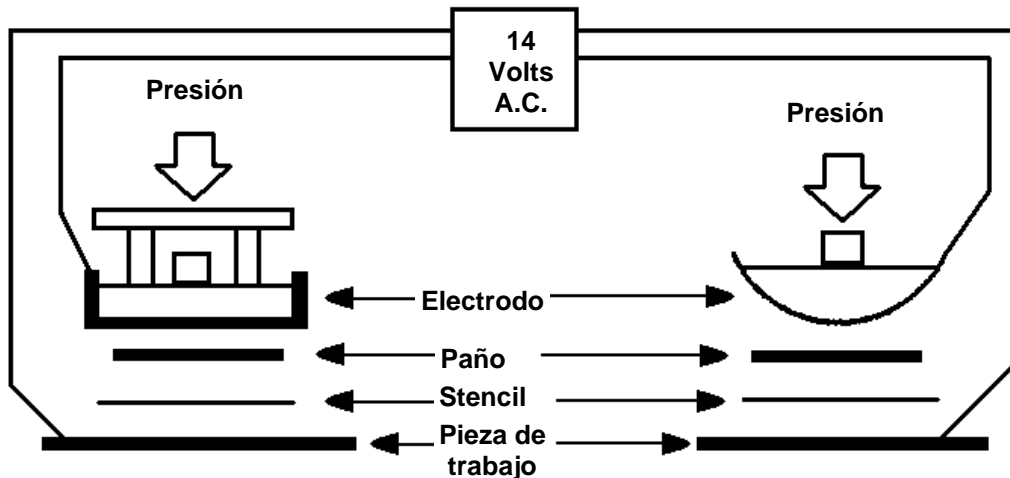 14
Volts
A.C.
Presión
Presión
Electrodo
Paño
Stencil
Pieza de
trabajo